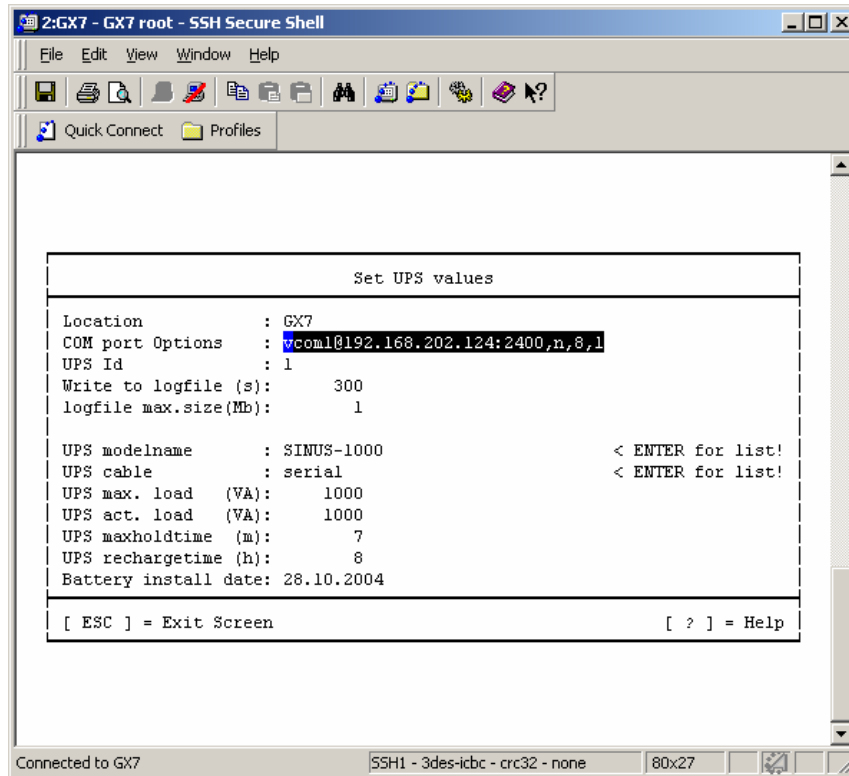 2:GX7 - GX7 root - SSH Secure Shell
File Edit View Window Help
Quick Connect Profiles
Set UPS values
Location : GX7
COM port Options : vcom1@192.168.202.124:2400,n,8,1
UPS Id : 1
Write to logfile (s): 300
logfile max.size(Mb): 1
UPS modelname : SINUS-1000 < ENTER for list!
UPS cable : serial < ENTER for list!
UPS max. load (VA): 1000
UPS act. load (VA): 1000
UPS maxholdtime (m): 7
UPS rechargetime (h): 8
Battery install date: 28.10.2004
[ ESC ] = Exit Screen [ ? ] = Help
Connected to GX7 SSH1 - 3des-icbc - crc32 - none 80x27